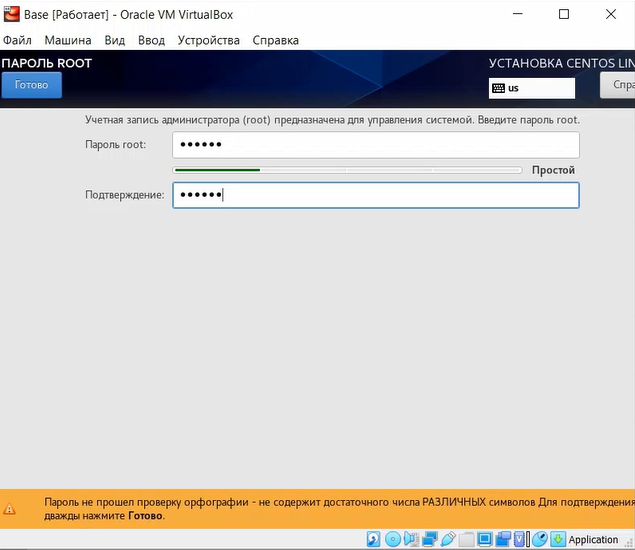 Base [Работает] - Oracle VM VirtualBox
Файл Машина Вид Ввод Устройства Справка
ПАРОЛЬ ROOT
УСТАНОВКА CENTOS LIN
Готово
us
Спра
Учетная запись администратора (root) предназначена для управления системой. Введите пароль root.
Пароль root: ●●●●●●
Простой
Подтверждение: ●●●●●●
Пароль не прошел проверку орфографии - не содержит достаточного числа РАЗЛИЧНЫХ символов Для подтверждения
дважды нажмите Готово.
Application